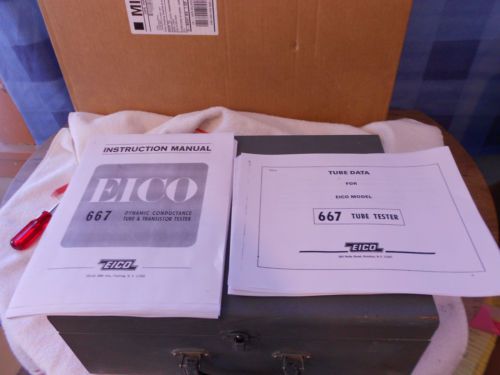 MI
INSTRUCTION MANUAL
EICO
667
DYNAMIC CONDUCTANCE
TUBE & TRANSISTOR TESTER
EICO
TUBE DATA
FOR
EICO MODEL
667 TUBE TESTER
EICO